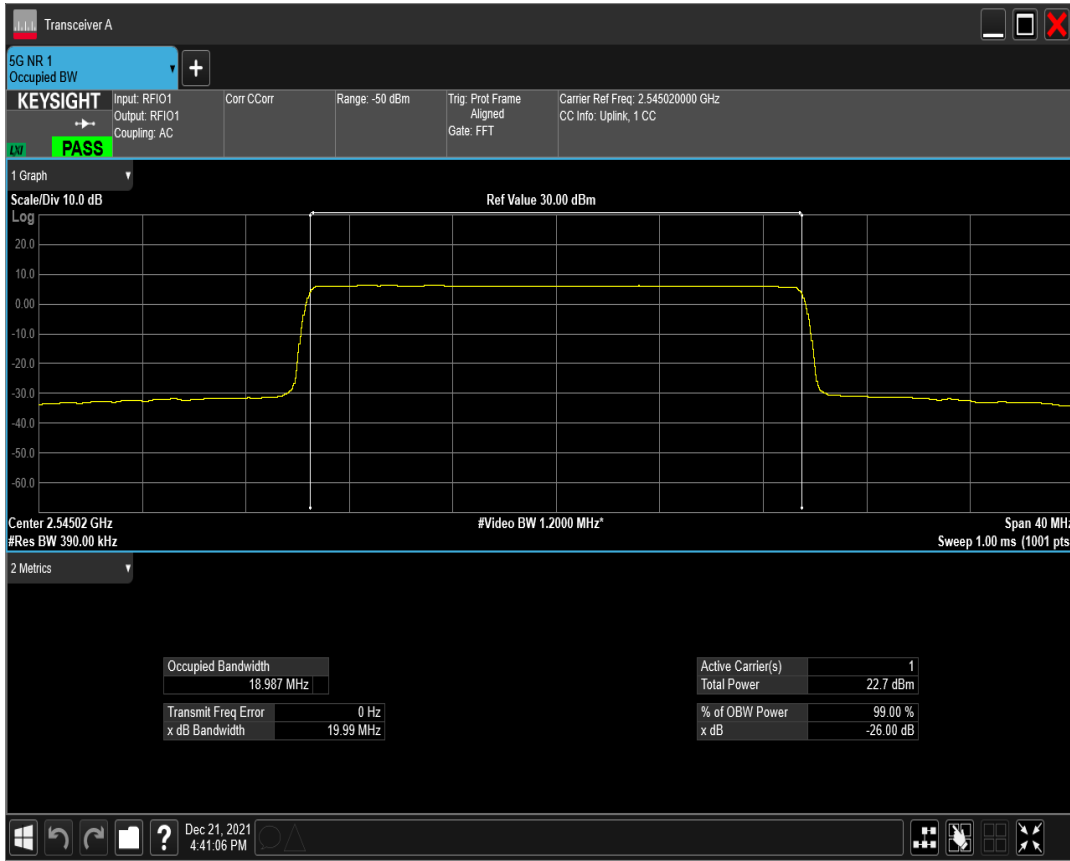 Transceiver A
5G NR 1
Occupied BW
KEYSIGHT
Input: RFIO1
Output: RFIO1
Coupling: AC
Corr CCorr
Range: -50 dBm
Trig: Prot Frame
Aligned
Gate: FFT
Carrier Ref Freq: 2.545020000 GHz
CC Info: Uplink, 1 CC
LXI
PASS
1 Graph
Scale/Div 10.0 dB
Ref Value 30.00 dBm
Log
20.0
10.0
0.00
-10.0
-20.0
-30.0
-40.0
-50.0
-60.0
Center 2.54502 GHz
#Video BW 1.2000 MHz*
Span 40 MHz
#Res BW 390.00 kHz
Sweep 1.00 ms (1001 pts
2 Metrics
Occupied Bandwidth
18.987 MHz
Transmit Freq Error 0 Hz
x dB Bandwidth 19.99 MHz
Active Carrier(s) 1
Total Power 22.7 dBm
% of OBW Power 99.00 %
x dB -26.00 dB
?
Dec 21, 2021
4:41:06 PM